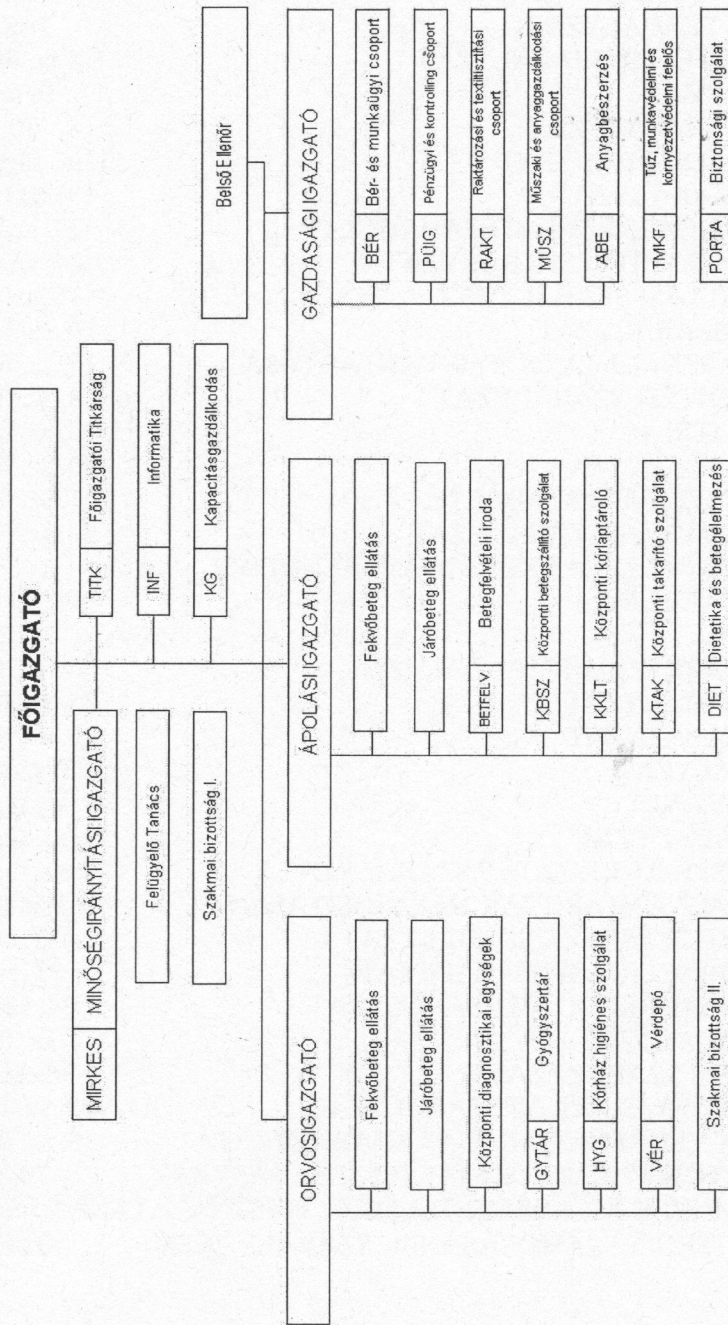 FŐIGAZGATÓ
MIRKES MINŐSÉGIRÁNYÍTÁSI IGAZGATÓ
TITK Főigazgatói Titkárság
Felügyelő Tanács
INF Informatika
Szakmai bizottság I.
KG Kapacitásgazdálkodás
Belső Ellenőr
ORVOSIGAZGATÓ
Fekvőbeteg ellátás
Járóbeteg ellátás
Központi diagnosztikai egységek
GYTÁR Gyógyszertár
HYG Kórház higiénes szolgálat
VÉR Vérdepó
Szakmai bizottság II.
ÁPOLÁSI IGAZGATÓ
Fekvőbeteg ellátás
Járóbeteg ellátás
BETFELV Betegfelvételi iroda
KBSZ Központi betegszállító szolgálat
KKLT Központi kórlaptároló
KTAK Központi takarító szolgálat
DIET Dietetika és betegélelmezés
GAZDASÁGI IGAZGATÓ
BÉR Bér- és munkaügyi csoport
PÜIG Pénzügyi és kontrolling csoport
RAKT Raktározási és textiltisztítási
csoport
MŰSZ Műszaki és anyaggazdálkodási
csoport
ABE Anyagbeszerzés
TMKF Tűz, munkavédelmi és
környezetvédelmi felelős
PORTA Biztonsági szolgálat